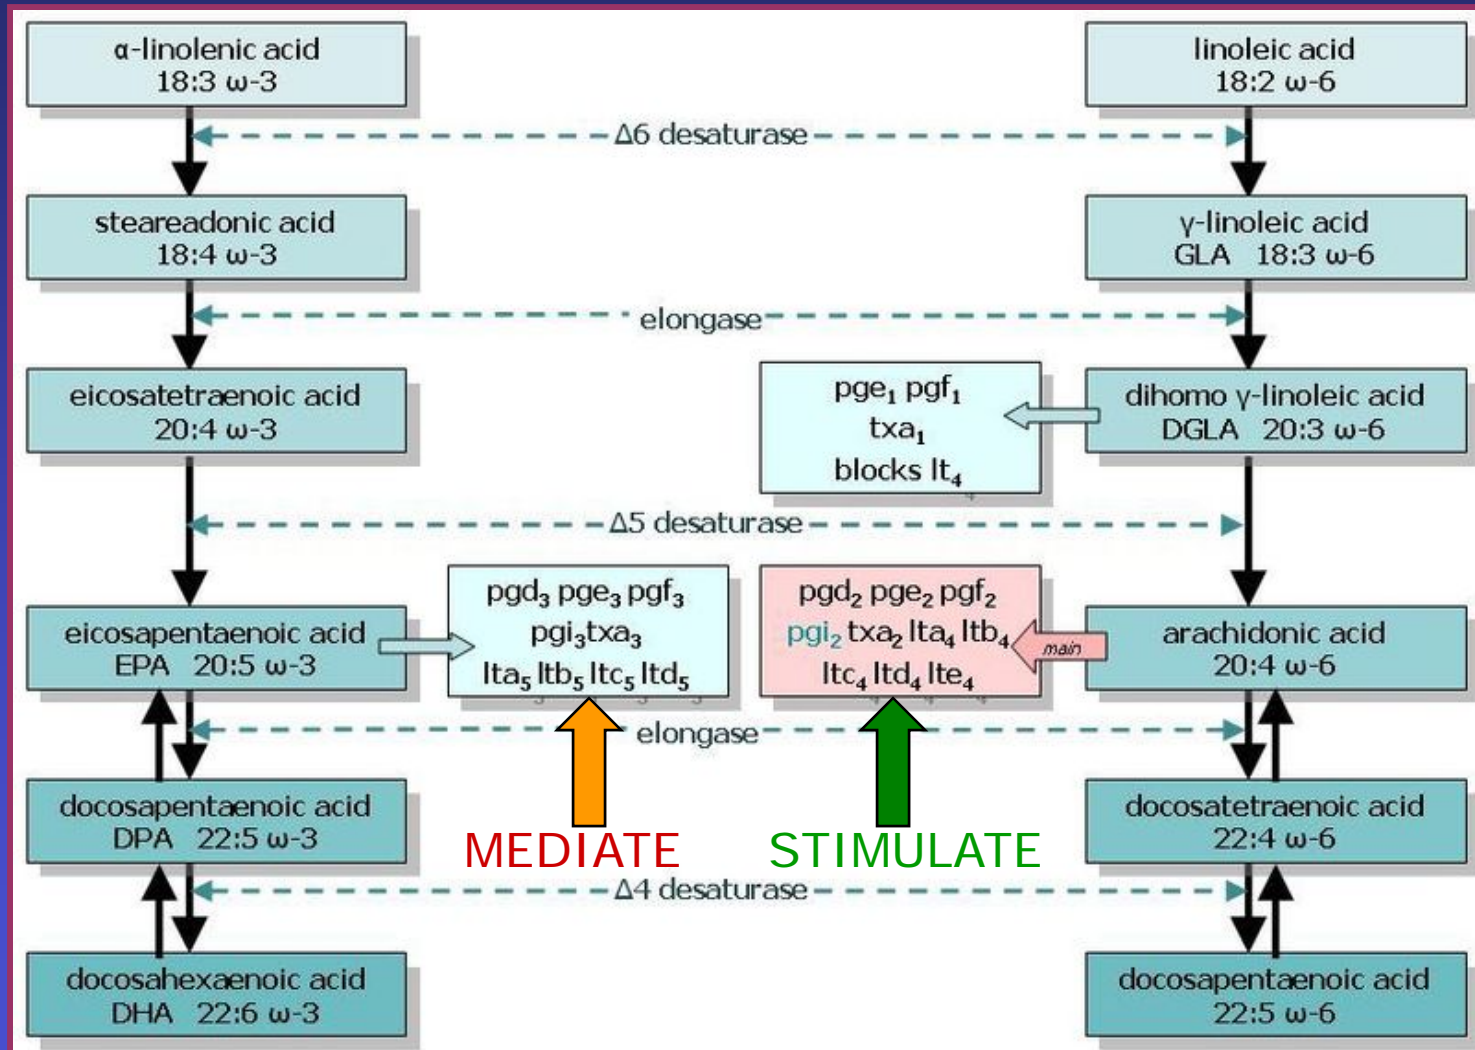 α-linolenic acid
18:3 ω-3
linoleic acid
18:2 ω-6
Δ6 desaturase
steareadonic acid
18:4 ω-3
γ-linoleic acid
GLA 18:3 ω-6
elongase
eicosatetraenoic acid
20:4 ω-3
pge₁ pgf₁
txa₁
blocks lt₄
dihomo γ-linoleic acid
DGLA 20:3 ω-6
Δ5 desaturase
eicosapentaenoic acid
EPA 20:5 ω-3
pgd₃ pge₃ pgf₃
pgi₃txa₃
lta₅ ltb₅ ltc₅ ltd₅
pgd₂ pge₂ pgf₂
pgi₂ txa₂ lta₄ ltb₄
ltc₄ ltd₄ lte₄
main
arachidonic acid
20:4 ω-6
elongase
docosapentaenoic acid
DPA 22:5 ω-3
MEDIATE
STIMULATE
docosatetraenoic acid
22:4 ω-6
Δ4 desaturase
docosahexaenoic acid
DHA 22:6 ω-3
docosapentaenoic acid
22:5 ω-6